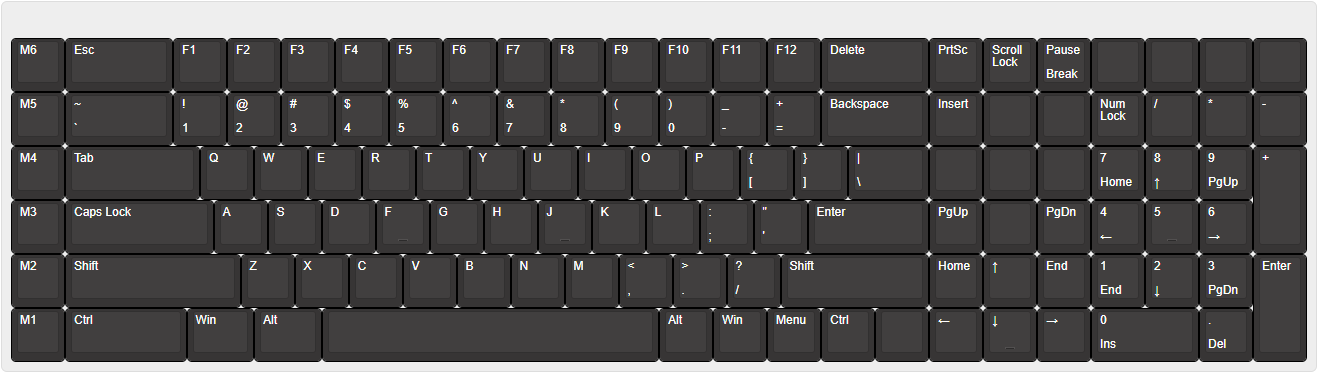 M6 Esc F1 F2 F3 F4 F5 F6 F7 F8 F9 F10 F11 F12 Delete PrtSc Scroll Pause
Lock
Break
M5 ~ ! @ # $ % ^ & * ( ) _ + Backspace Insert Num / * -
Lock
` 1 2 3 4 5 6 7 8 9 0 - =
M4 Tab Q W E R T Y U I O P { } | 7 8 9 +
[ ] \ Home ↑ PgUp
M3 Caps Lock A S D F G H J K L : " Enter PgUp PgDn 4 5 6
_ _ ; ' ← _ →
M2 Shift Z X C V B N M < > ? Shift Home ↑ End 1 2 3 Enter
, . / End ↓ PgDn
M1 Ctrl Win Alt Alt Win Menu Ctrl ← ↓ → 0 .
_ Ins Del